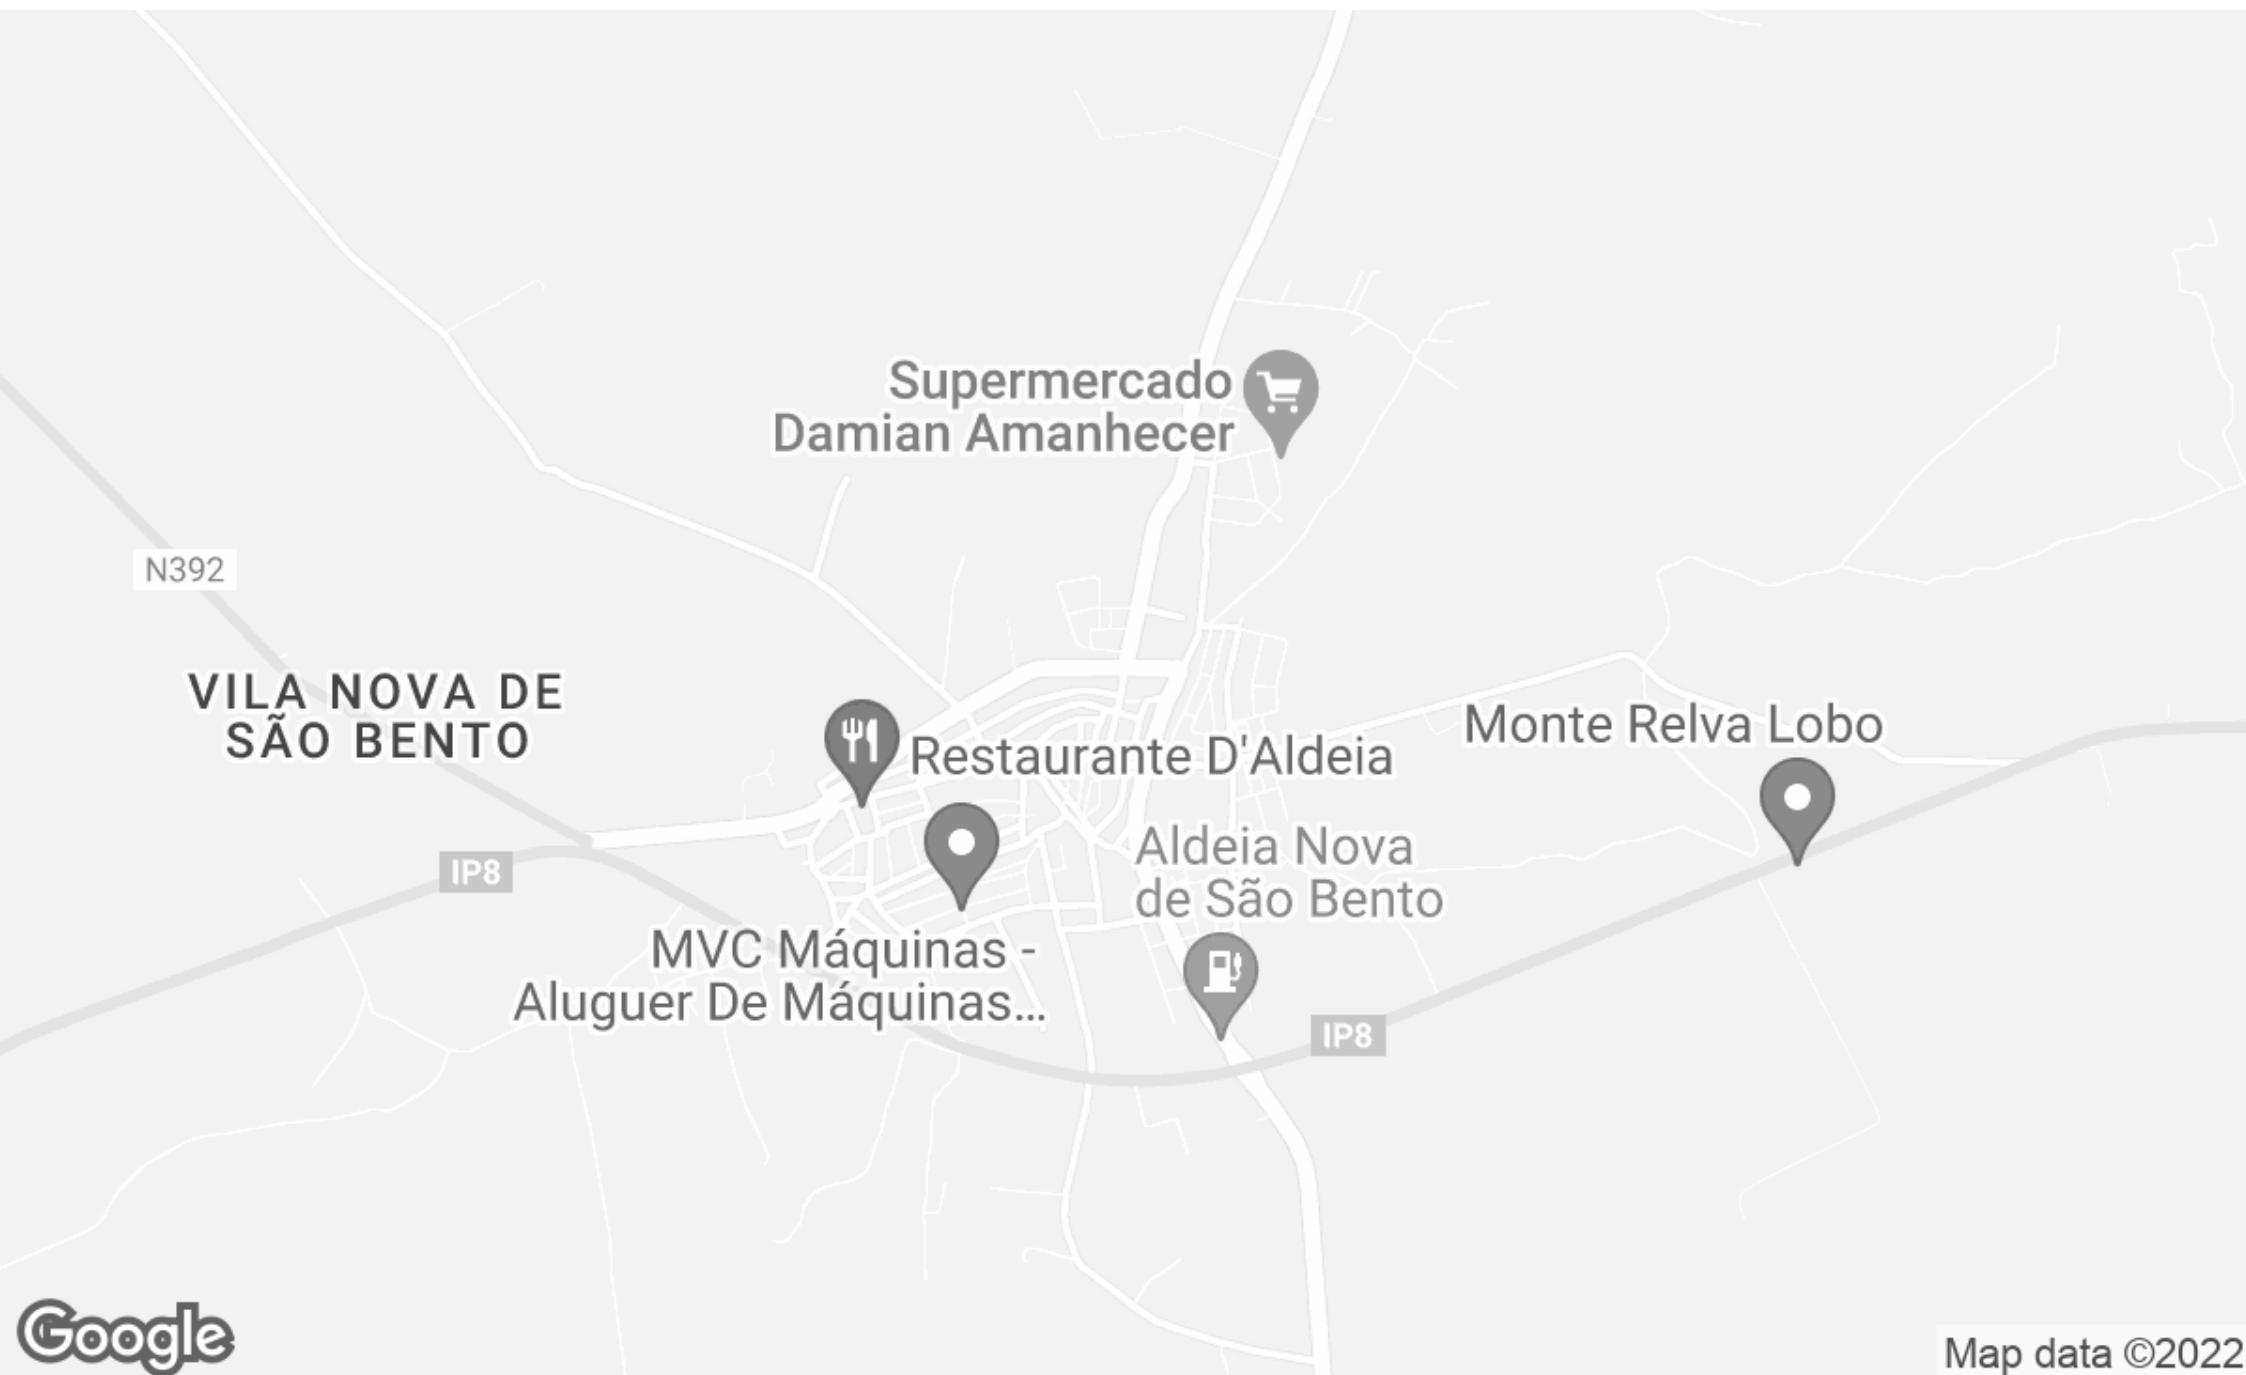 Supermercado
Damian Amanhecer
N392
VILA NOVA DE
SÃO BENTO
Restaurante D'Aldeia
Monte Relva Lobo
IP8
Aldeia Nova
de São Bento
MVC Máquinas -
Aluguer De Máquinas...
IP8
Google
Map data ©2022